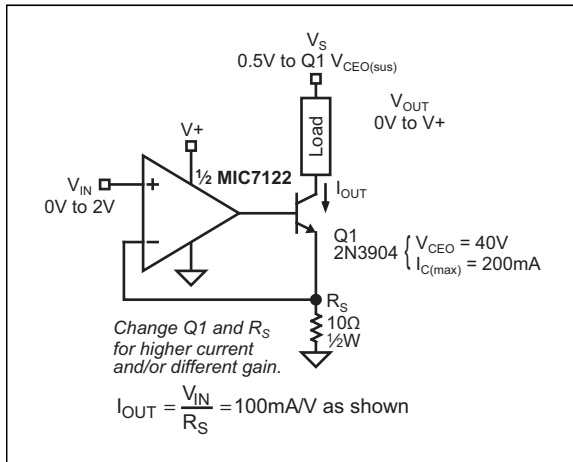 V_S
0.5V to Q1 V_CEO(sus)
V_OUT
0V to V+
Load
V+
½ MIC7122
I_OUT
V_IN
0V to 2V
+
−
Q1
2N3904
{ V_CEO = 40V
I_C(max) = 200mA
R_S
10Ω
½W
Change Q1 and R_S
for higher current
and/or different gain.
I_OUT = V_IN / R_S = 100mA/V as shown